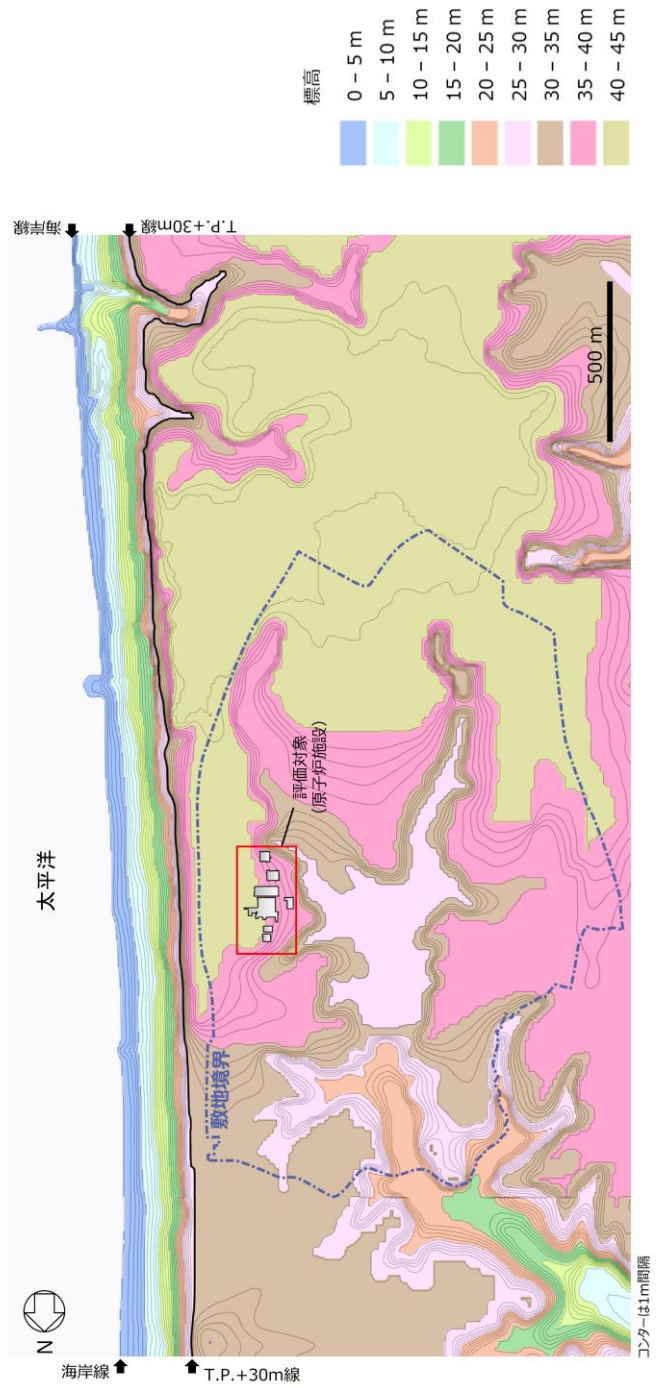 太平洋
N
海岸線
T.P.+30m線
海岸線
T.P.+30m線
敷地境界
評価対象
(原子炉施設)
500 m
コンターは1m間隔
標高
0 – 5 m
5 – 10 m
10 – 15 m
15 – 20 m
20 – 25 m
25 – 30 m
30 – 35 m
35 – 40 m
40 – 45 m